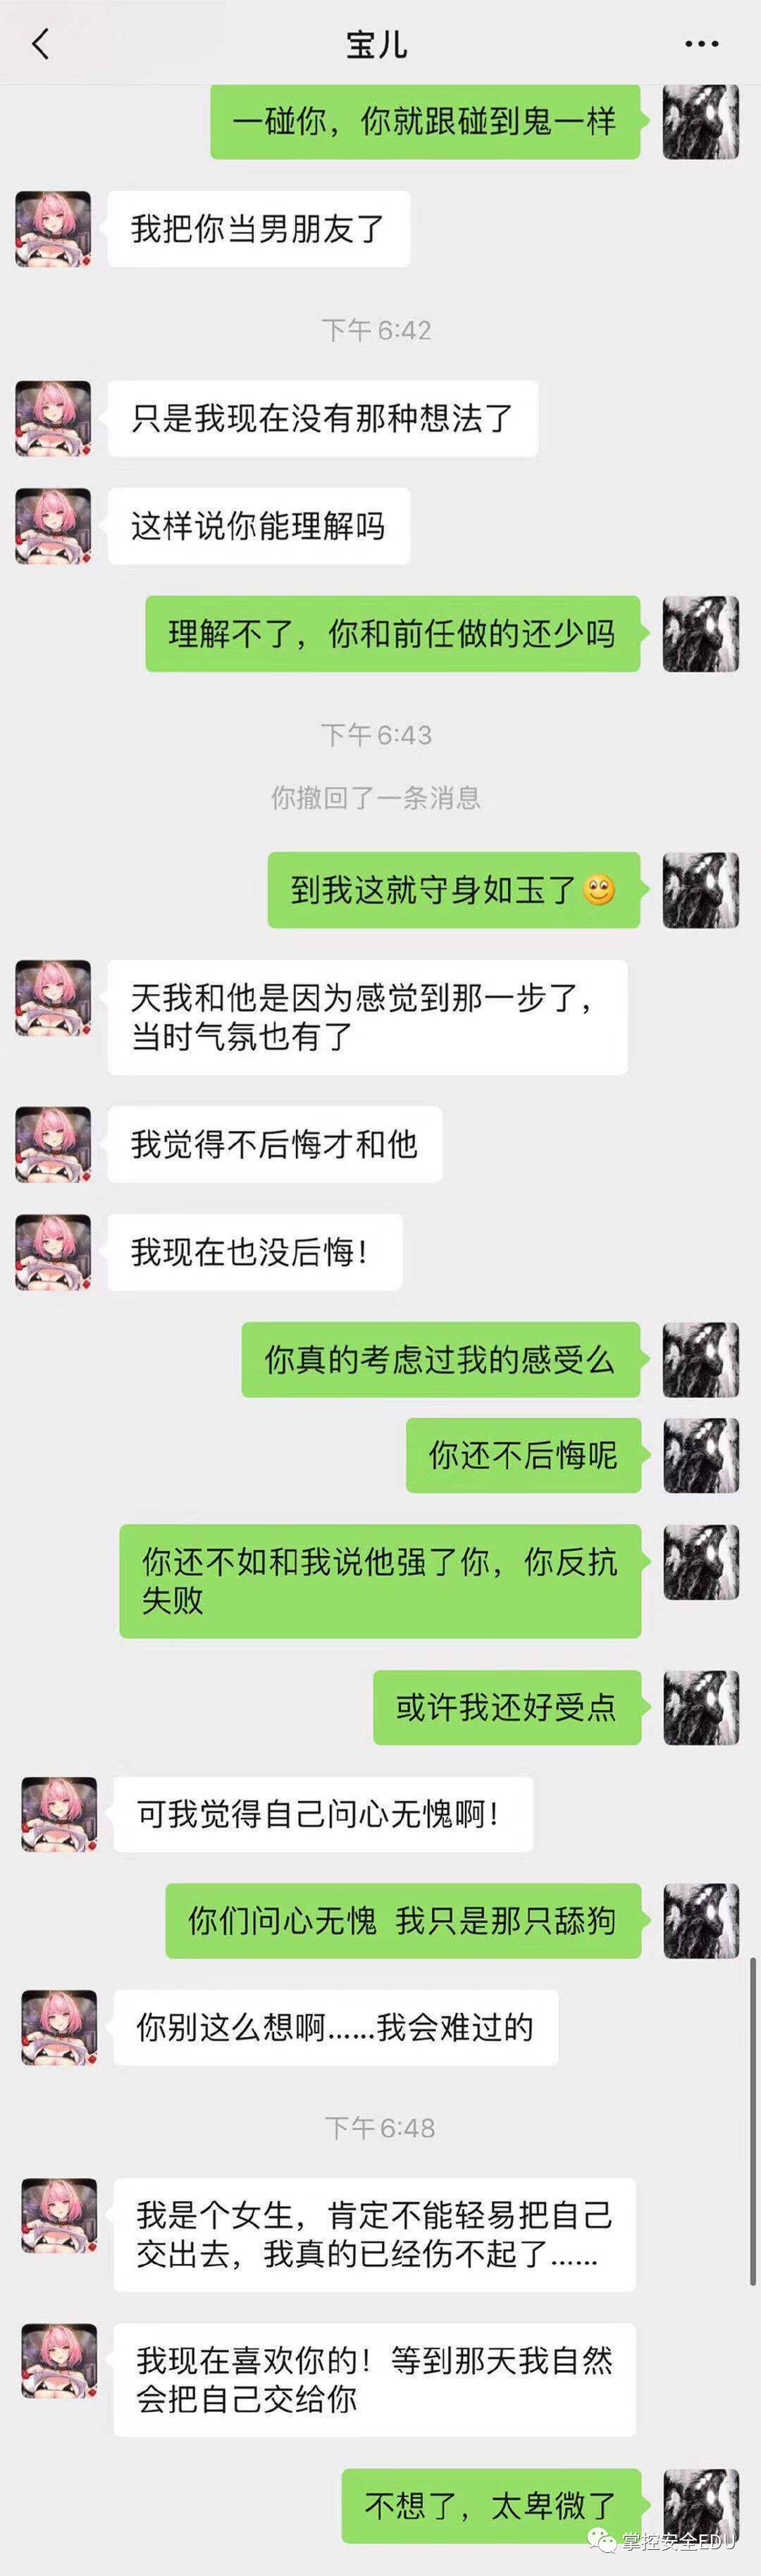 宝儿
一碰你，你就跟碰到鬼一样
我把你当男朋友了
下午 6:42
只是我现在没有那种想法了
这样说你能理解吗
理解不了，你和前任做的还少吗
下午 6:43
你撤回了一条消息
到我这就守身如玉了
天我和他是因为感觉到那一步了，
当时气氛也有了
我觉得不后悔才和他
我现在也没后悔！
你真的考虑过我的感受么
你还不后悔呢
你还不如和我说他强了你，你反抗
失败
或许我还好受点
可我觉得自己问心无愧啊！
你们问心无愧 我只是那只舔狗
你别这么想啊……我会难过的
下午 6:48
我是个女生，肯定不能轻易把自己
交出去，我真的已经伤不起了……
我现在喜欢你的！等到那天我自然
会把自己交给你
不想了，太卑微了
掌控安全EDU